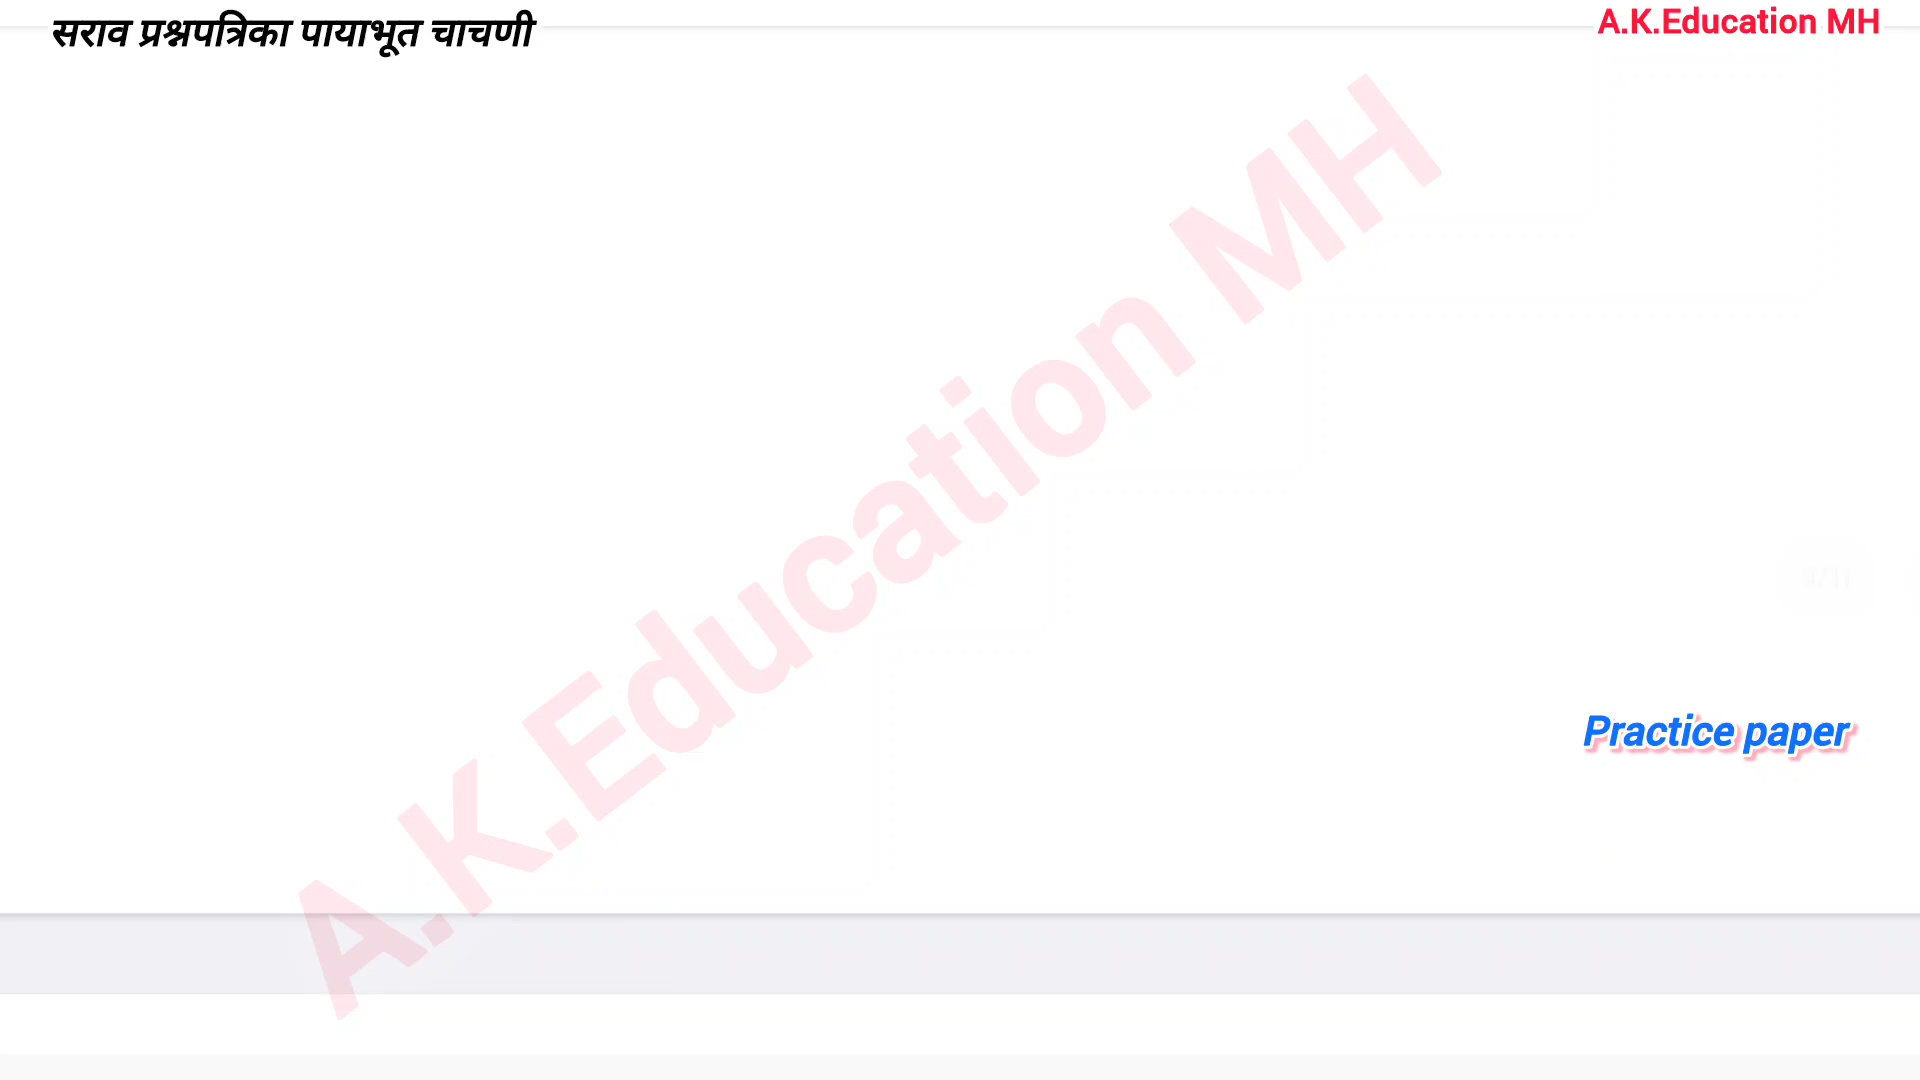 सराव प्रश्नपत्रिका पायाभूत चाचणी
A.K.Education MH
A.K.Education MH
Practice paper